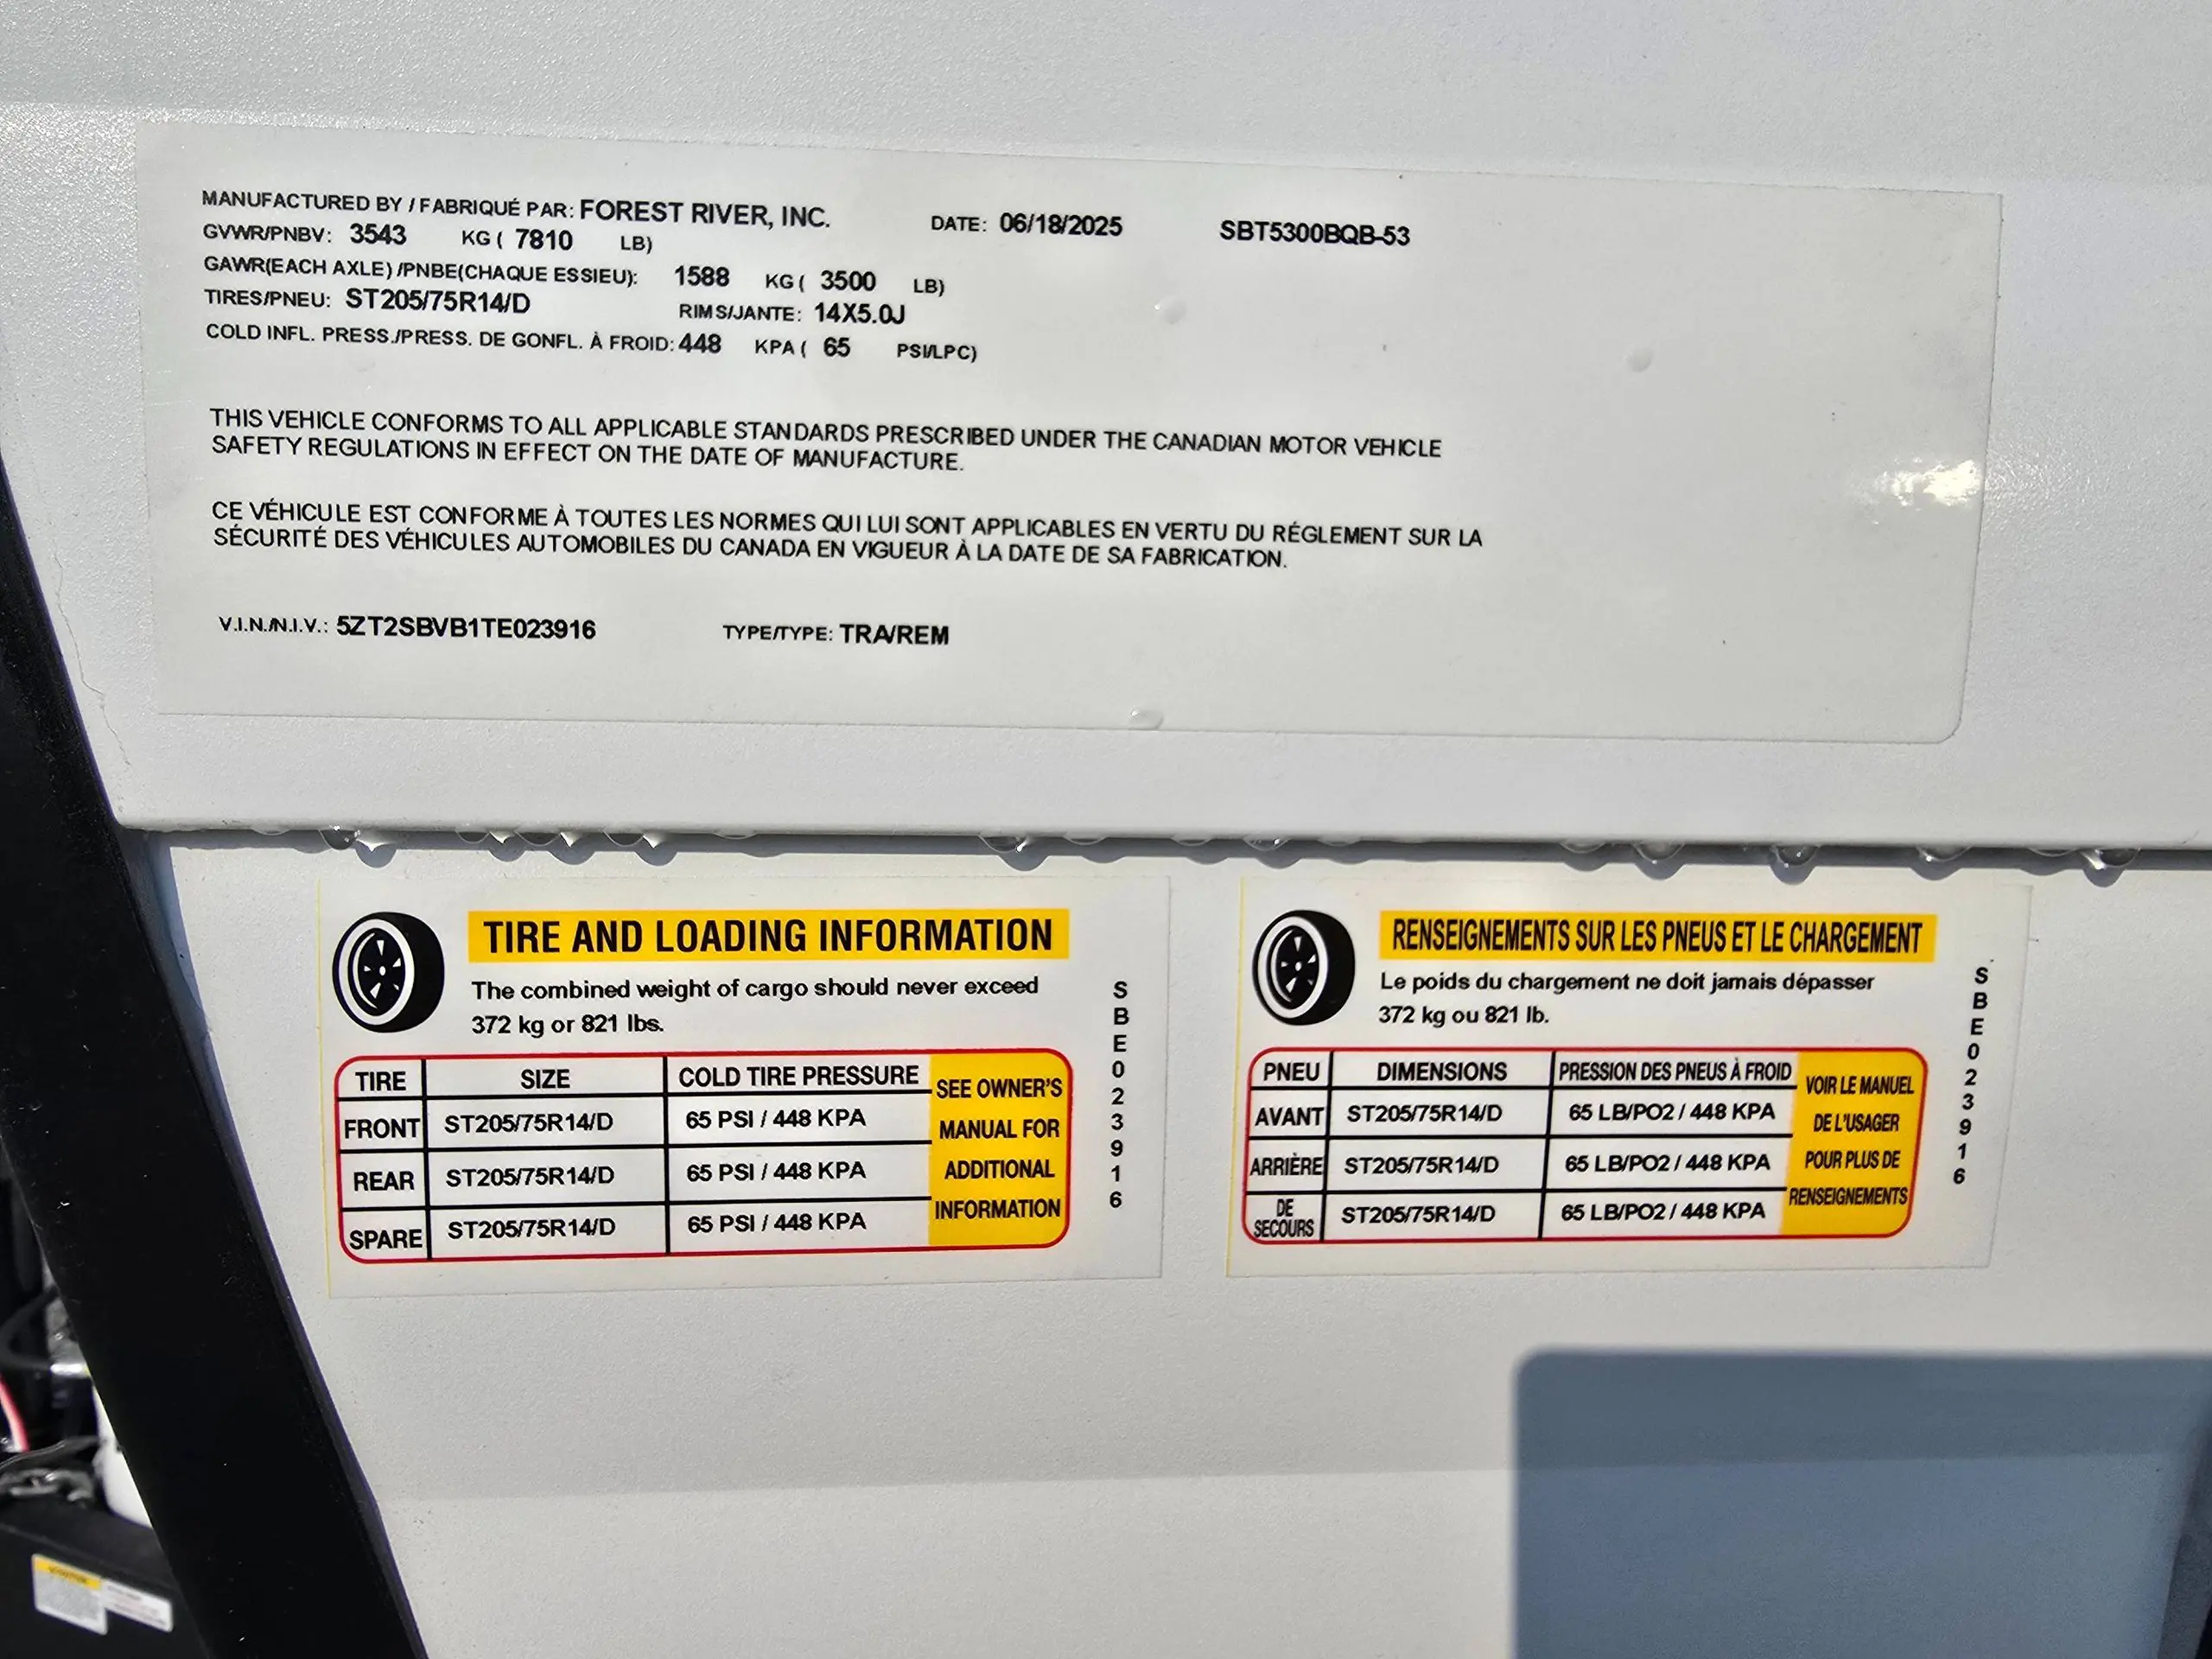 MANUFACTURED BY / FABRIQUÉ PAR: FOREST RIVER, INC. DATE: 06/18/2025 SBT5300BQB-53
GVWR/PNBV: 3543 KG ( 7810 LB)
GAWR(EACH AXLE) /PNBE(CHAQUE ESSIEU): 1588 KG ( 3500 LB)
TIRES/PNEU: ST205/75R14/D RIMS/JANTE: 14X5.0J
COLD INFL. PRESS./PRESS. DE GONFL. À FROID: 448 KPA ( 65 PSI/LPC)
THIS VEHICLE CONFORMS TO ALL APPLICABLE STANDARDS PRESCRIBED UNDER THE CANADIAN MOTOR VEHICLE
SAFETY REGULATIONS IN EFFECT ON THE DATE OF MANUFACTURE.
CE VÉHICULE EST CONFORME À TOUTES LES NORMES QUI LUI SONT APPLICABLES EN VERTU DU RÉGLEMENT SUR LA
SÉCURITÉ DES VÉHICULES AUTOMOBILES DU CANADA EN VIGUEUR À LA DATE DE SA FABRICATION.
V.I.N./N.I.V.: 5ZT2SBVB1TE023916 TYPE/TYPE: TRA/REM
TIRE AND LOADING INFORMATION
The combined weight of cargo should never exceed
372 kg or 821 lbs.
TIRE SIZE COLD TIRE PRESSURE
FRONT ST205/75R14/D 65 PSI / 448 KPA
REAR ST205/75R14/D 65 PSI / 448 KPA
SPARE ST205/75R14/D 65 PSI / 448 KPA
SEE OWNER'S
MANUAL FOR
ADDITIONAL
INFORMATION
SBE023916
RENSEIGNEMENTS SUR LES PNEUS ET LE CHARGEMENT
Le poids du chargement ne doit jamais dépasser
372 kg ou 821 lb.
PNEU DIMENSIONS PRESSION DES PNEUS À FROID
AVANT ST205/75R14/D 65 LB/PO2 / 448 KPA
ARRIÈRE ST205/75R14/D 65 LB/PO2 / 448 KPA
DE
SECOURS ST205/75R14/D 65 LB/PO2 / 448 KPA
VOIR LE MANUEL
DE L'USAGER
POUR PLUS DE
RENSEIGNEMENTS
SBE023916